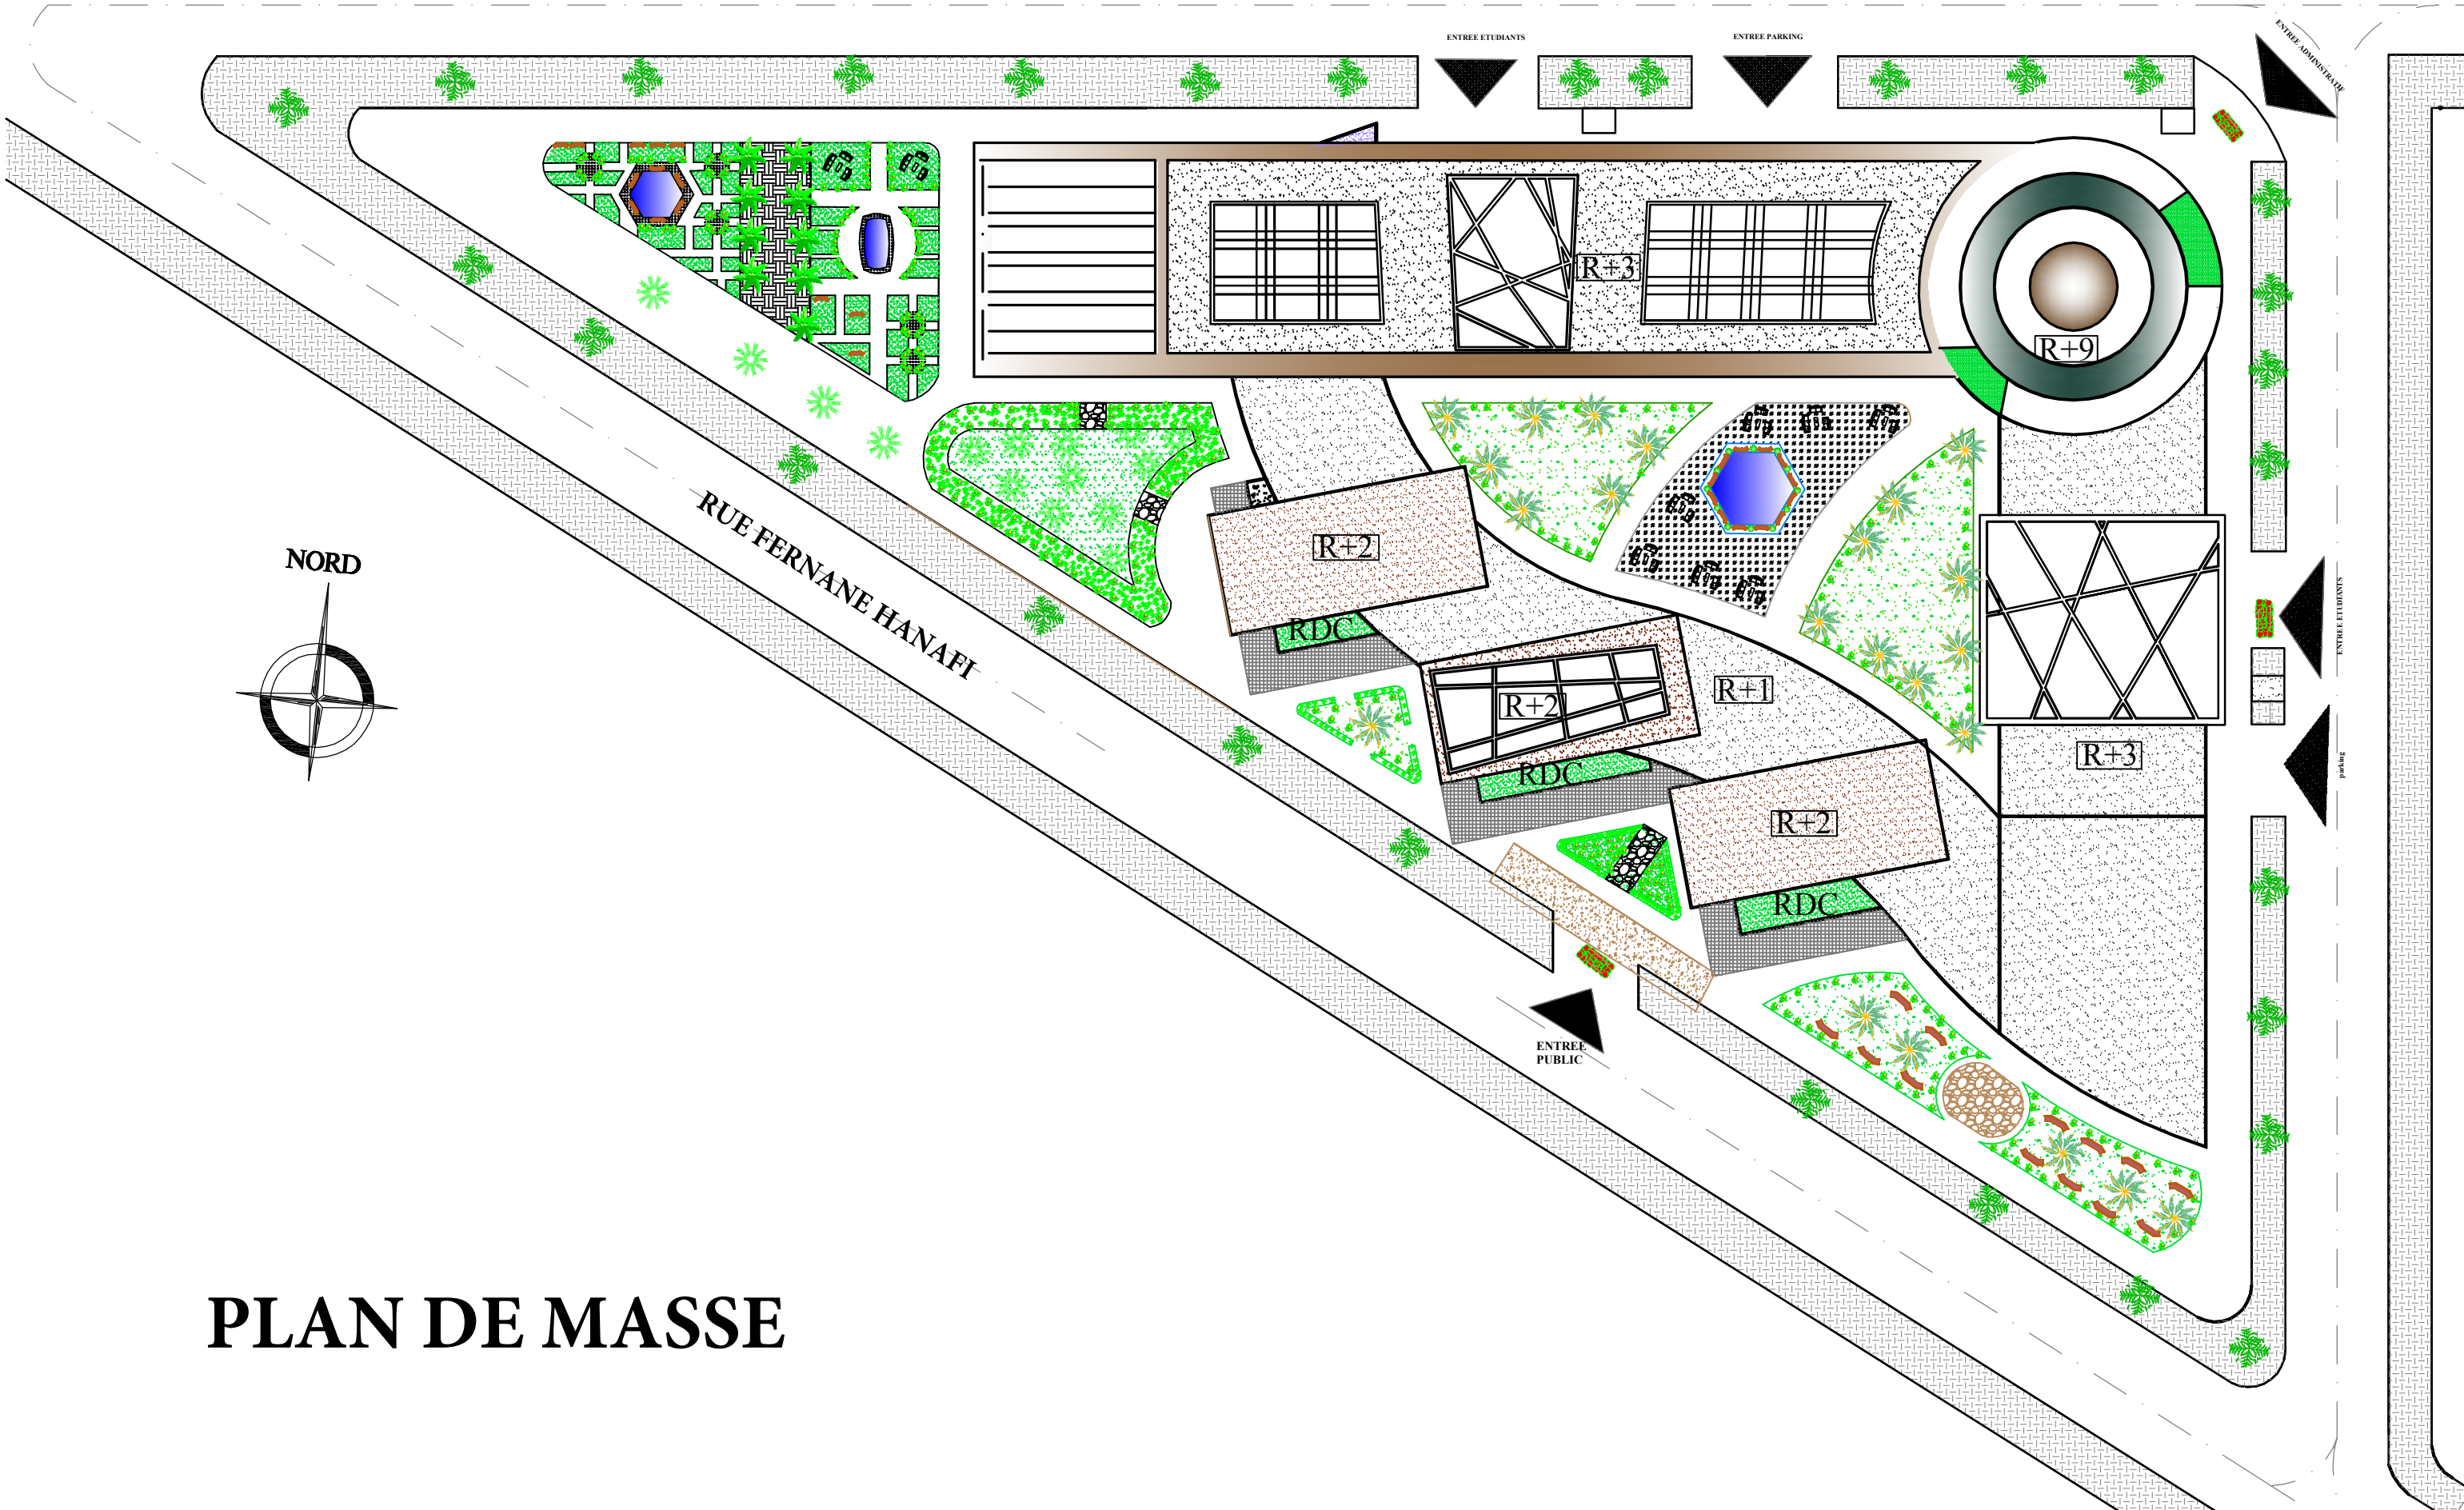 ENTREE ETUDIANTS
ENTREE PARKING
ENTREE ADMINISTRATIF
R+3
R+9
RUE FERNANE HANAFI
NORD
R+2
RDC
R+2
R+1
RDC
R+3
R+2
RDC
ENTREE ETUDIANTS
parking
ENTREE
PUBLIC
PLAN DE MASSE